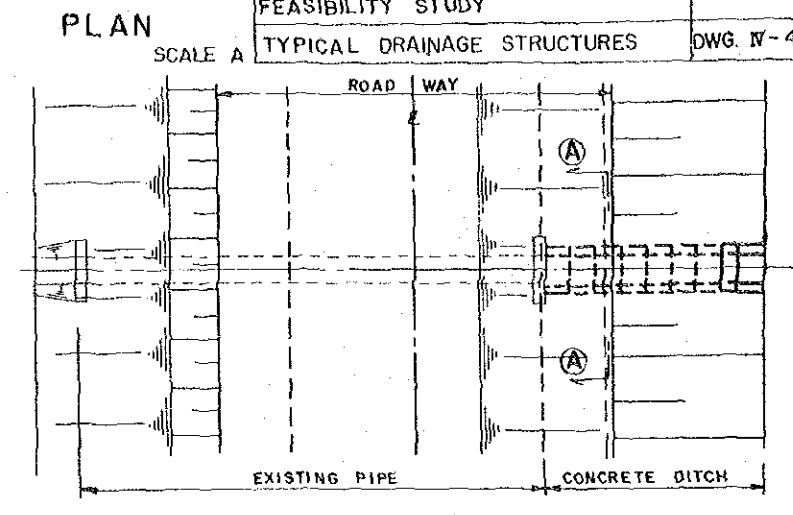 PLAN
SCALE A
FEASIBILITY STUDY
TYPICAL DRAINAGE STRUCTURES
DWG. IV-4
ROAD WAY
A
A
EXISTING PIPE
CONCRETE DITCH